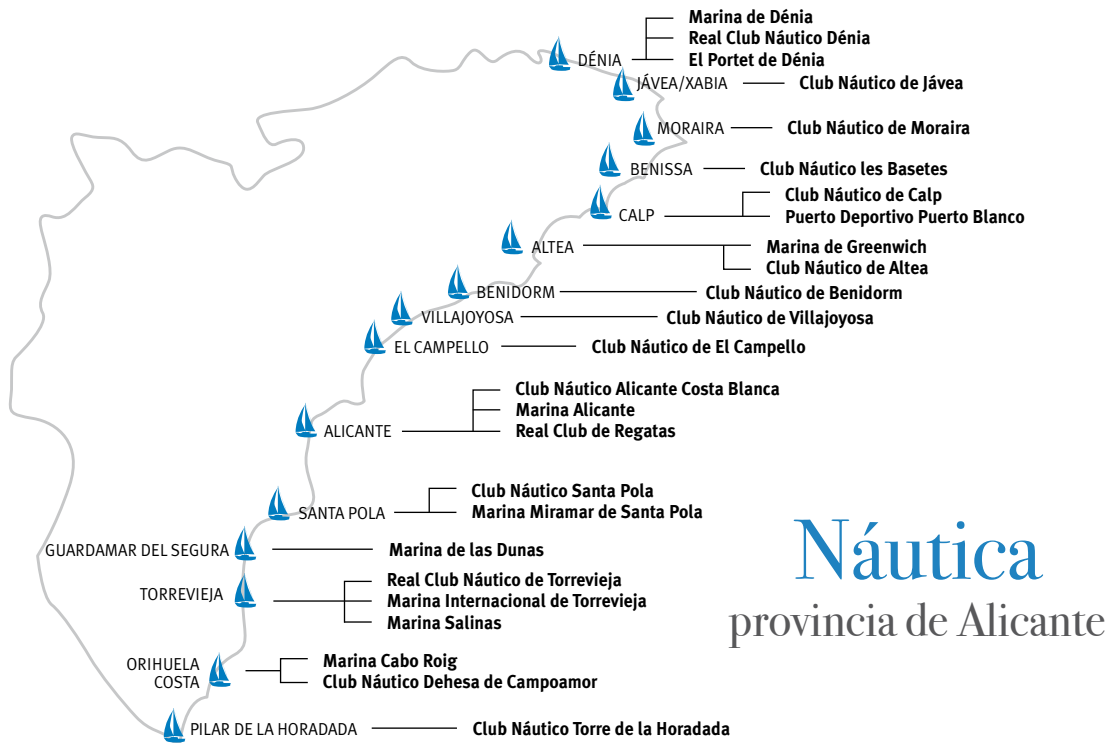 Marina de Dénia
Real Club Náutico Dénia
DÉNIA
El Portet de Dénia
JÁVEA/XABIA
Club Náutico de Jávea
MORAIRA
Club Náutico de Moraira
BENISSA
Club Náutico les Basetes
Club Náutico de Calp
CALP
Puerto Deportivo Puerto Blanco
ALTEA
Marina de Greenwich
Club Náutico de Altea
BENIDORM
Club Náutico de Benidorm
VILLAJOYOSA
Club Náutico de Villajoyosa
EL CAMPELLO
Club Náutico de El Campello
Club Náutico Alicante Costa Blanca
Marina Alicante
ALICANTE
Real Club de Regatas
Club Náutico Santa Pola
SANTA POLA
Marina Miramar de Santa Pola
GUARDAMAR DEL SEGURA
Marina de las Dunas
Real Club Náutico de Torrevieja
TORREVIEJA
Marina Internacional de Torrevieja
Marina Salinas
ORIHUELA
COSTA
Marina Cabo Roig
Club Náutico Dehesa de Campoamor
PILAR DE LA HORADADA
Club Náutico Torre de la Horadada
Náutica
provincia de Alicante